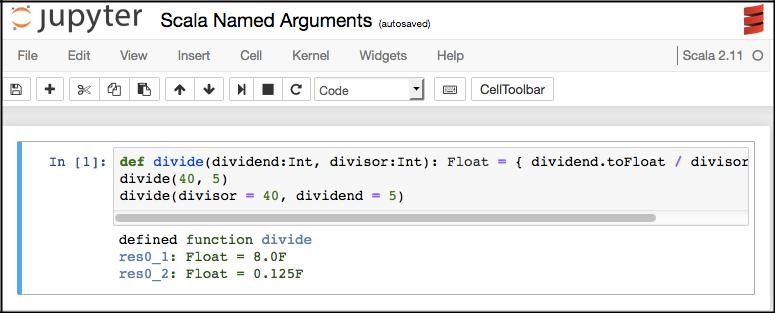 jupyter Scala Named Arguments (autosaved)
File Edit View Insert Cell Kernel Widgets Help Scala 2.11
Code CellToolbar
In [1]: def divide(dividend:Int, divisor:Int): Float = { dividend.toFloat / divisor
divide(40, 5)
divide(divisor = 40, dividend = 5)
defined function divide
res0_1: Float = 8.0F
res0_2: Float = 0.125F